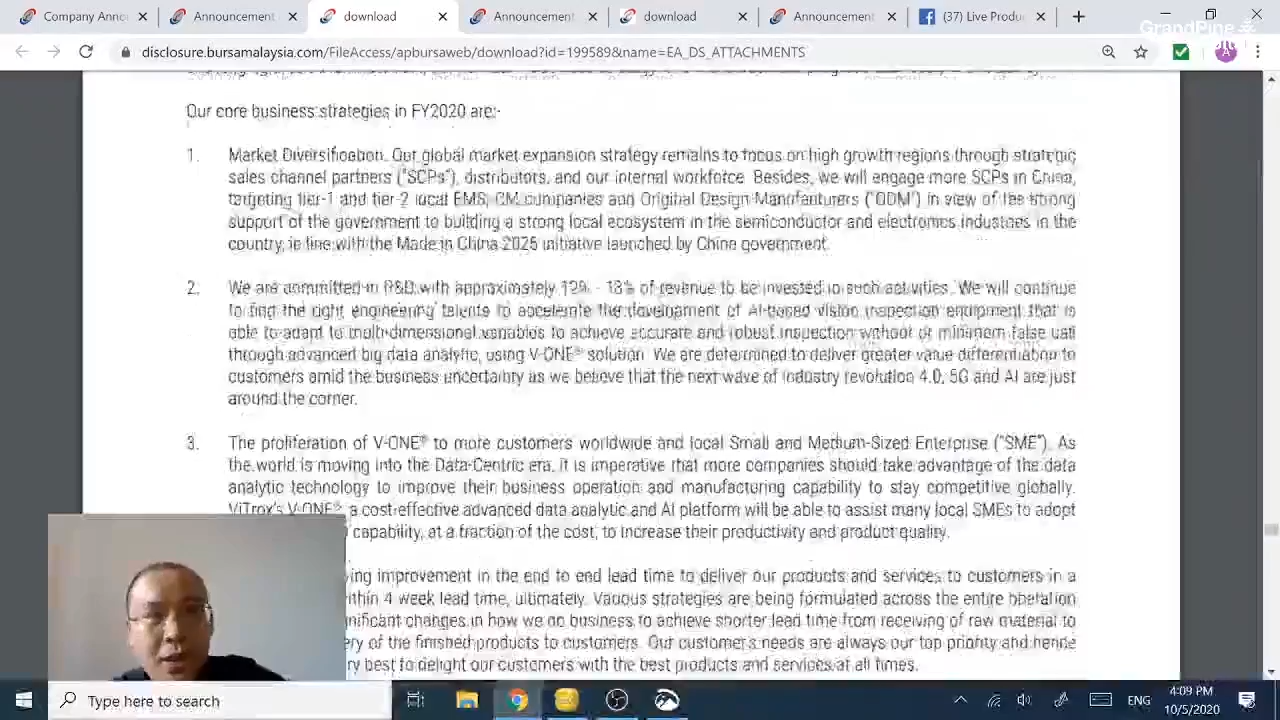 Company Anno
Announcement
download
Announcement
download
Announcement
(37) Live Produ
GrandPine
disclosure.bursamalaysia.com/FileAccess/apbursaweb/download?id=199589&name=EA_DS_ATTACHMENTS
A
Our core business strategies in FY2020 are:-
1. Market Diversification. Our global market expansion strategy remains to focus on high growth regions through strategic
sales channel partners ("SCPs"), distributors, and our internal workforce. Besides, we will engage more SCPs in China,
targeting tier-1 and tier-2 local EMS, CM companies and Original Design Manufacturers ("ODM") in view of the strong
support of the government to building a strong local ecosystem in the semiconductor and electronics industries in the
country, in line with the Made in China 2025 initiative launched by China government.
2. We are committed in R&D with approximately - of revenue to be invested in such activities. We will continue
to find the right engineering talents to accelerate the development of AI-based vision inspection equipment that is
able to adapt to multi-dimensional variables to achieve accurate and robust inspection without or minimum false call
through advanced big data analytic, using V-ONE® solution. We are determined to deliver greater value differentiation to
customers amid the business uncertainty as we believe that the next wave of industry revolution 4.0, 5G and AI are just
around the corner.
3. The proliferation of V-ONE® to more customers worldwide and local Small and Medium-Sized Enterprise ("SME"). As
the world is moving into the Data-Centric era, it is imperative that more companies should take advantage of the data
analytic technology to improve their business operation and manufacturing capability to stay competitive globally.
ViTrox's V-ONE®, a cost-effective advanced data analytic and AI platform will be able to assist many local SMEs to adopt
capability, at a fraction of the cost, to increase their productivity and product quality.
ving improvement in the end to end lead time to deliver our products and services to customers in a
ithin 4 week lead time, ultimately. Various strategies are being formulated across the entire operation
nificant changes in how we do business to achieve shorter lead time from receiving of raw material to
ery of the finished products to customers. Our customer's needs are always our top priority and hence
ry best to delight our customers with the best products and services at all times.
Type here to search
ENG
4:09 PM
10/5/2020